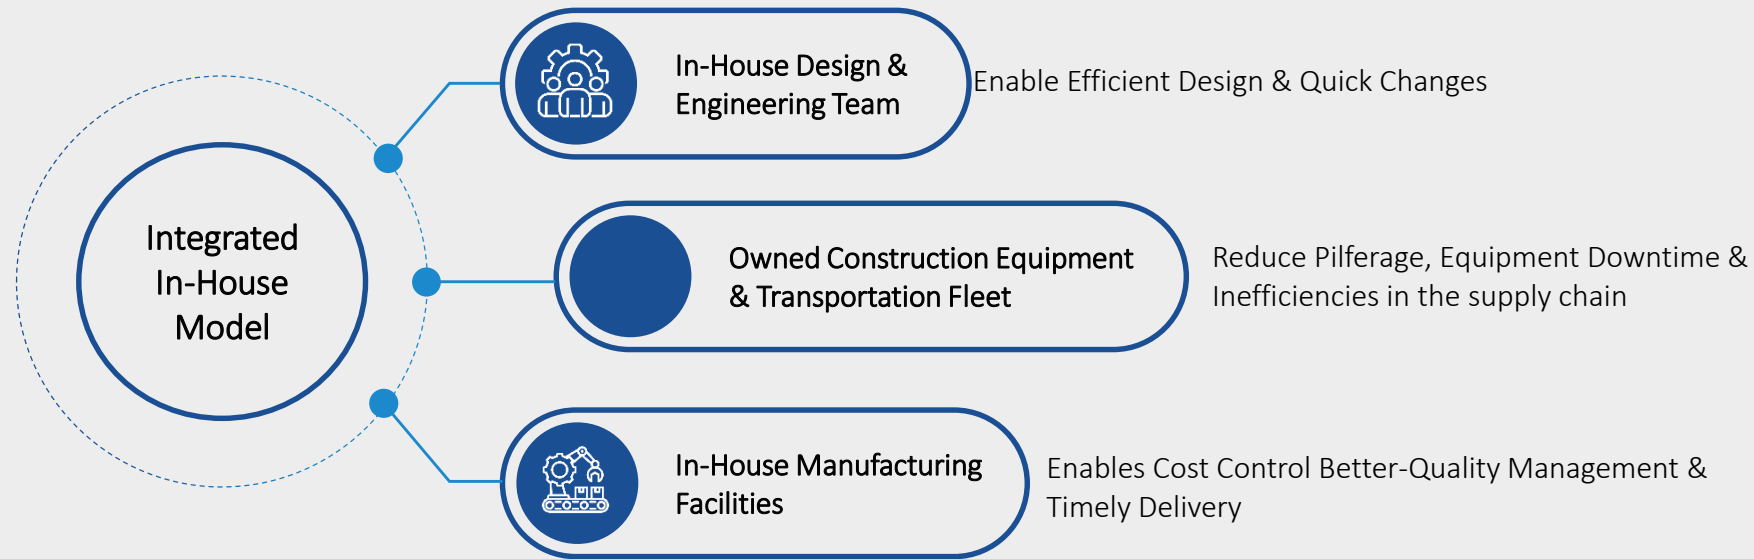 Integrated
In-House
Model
In-House Design &
Engineering Team
Enable Efficient Design & Quick Changes
Owned Construction Equipment
& Transportation Fleet
Reduce Pilferage, Equipment Downtime &
Inefficiencies in the supply chain
In-House Manufacturing
Facilities
Enables Cost Control Better-Quality Management &
Timely Delivery